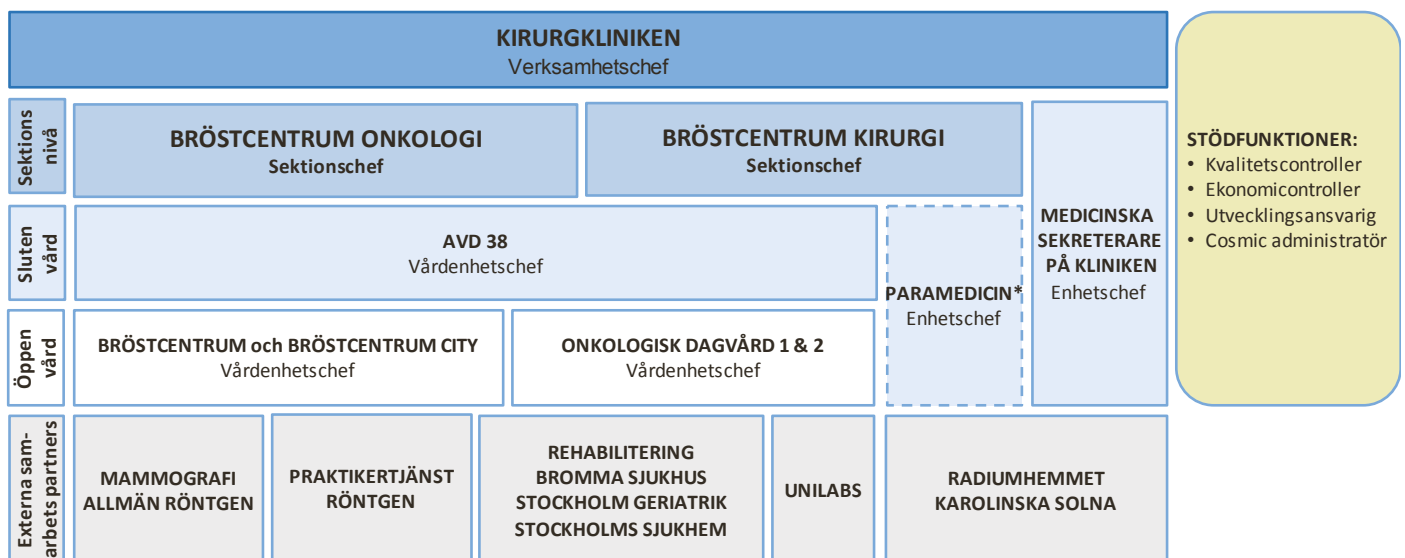 KIRURGKLINIKEN
Verksamhetschef
Sektions
nivå
BRÖSTCENTRUM ONKOLOGI
Sektionschef
BRÖSTCENTRUM KIRURGI
Sektionschef
MEDICINSKA
SEKRETERARE
PÅ KLINIKEN
Enhetschef
STÖDFUNKTIONER:
• Kvalitetscontroller
• Ekonomicontroller
• Utvecklingsansvarig
• Cosmic administratör
Sluten
vård
AVD 38
Vårdenhetschef
PARAMEDICIN*
Enhetschef
Öppen
vård
BRÖSTCENTRUM och BRÖSTCENTRUM CITY
Vårdenhetschef
ONKOLOGISK DAGVÅRD 1 & 2
Vårdenhetschef
Externa sam-
arbets partners
MAMMOGRAFI
ALLMÄN RÖNTGEN
PRAKTIKERTJÄNST
RÖNTGEN
REHABILITERING
BROMMA SJUKHUS
STOCKHOLM GERIATRIK
STOCKHOLMS SJUKHEM
UNILABS
RADIUMHEMMET
KAROLINSKA SOLNA